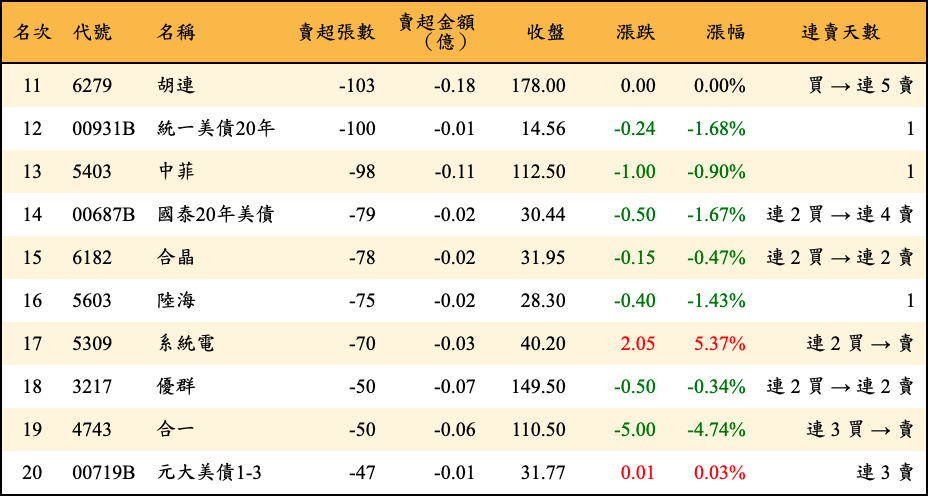 名次 代號 名稱 賣超張數 賣超金額（億） 收盤 漲跌 漲幅 連賣天數
11 6279 胡連 -103 -0.18 178.00 0.00 0.00% 買 → 連 5 賣
12 00931B 統一美債20年 -100 -0.01 14.56 -0.24 -1.68% 1
13 5403 中菲 -98 -0.11 112.50 -1.00 -0.90% 1
14 00687B 國泰20年美債 -79 -0.02 30.44 -0.50 -1.67% 連 2 買 → 連 4 賣
15 6182 合晶 -78 -0.02 31.95 -0.15 -0.47% 連 2 買 → 連 2 賣
16 5603 陸海 -75 -0.02 28.30 -0.40 -1.43% 1
17 5309 系統電 -70 -0.03 40.20 2.05 5.37% 連 2 買 → 賣
18 3217 優群 -50 -0.07 149.50 -0.50 -0.34% 連 2 買 → 連 2 賣
19 4743 合一 -50 -0.06 110.50 -5.00 -4.74% 連 3 買 → 賣
20 00719B 元大美債1-3 -47 -0.01 31.77 0.01 0.03% 連 3 賣